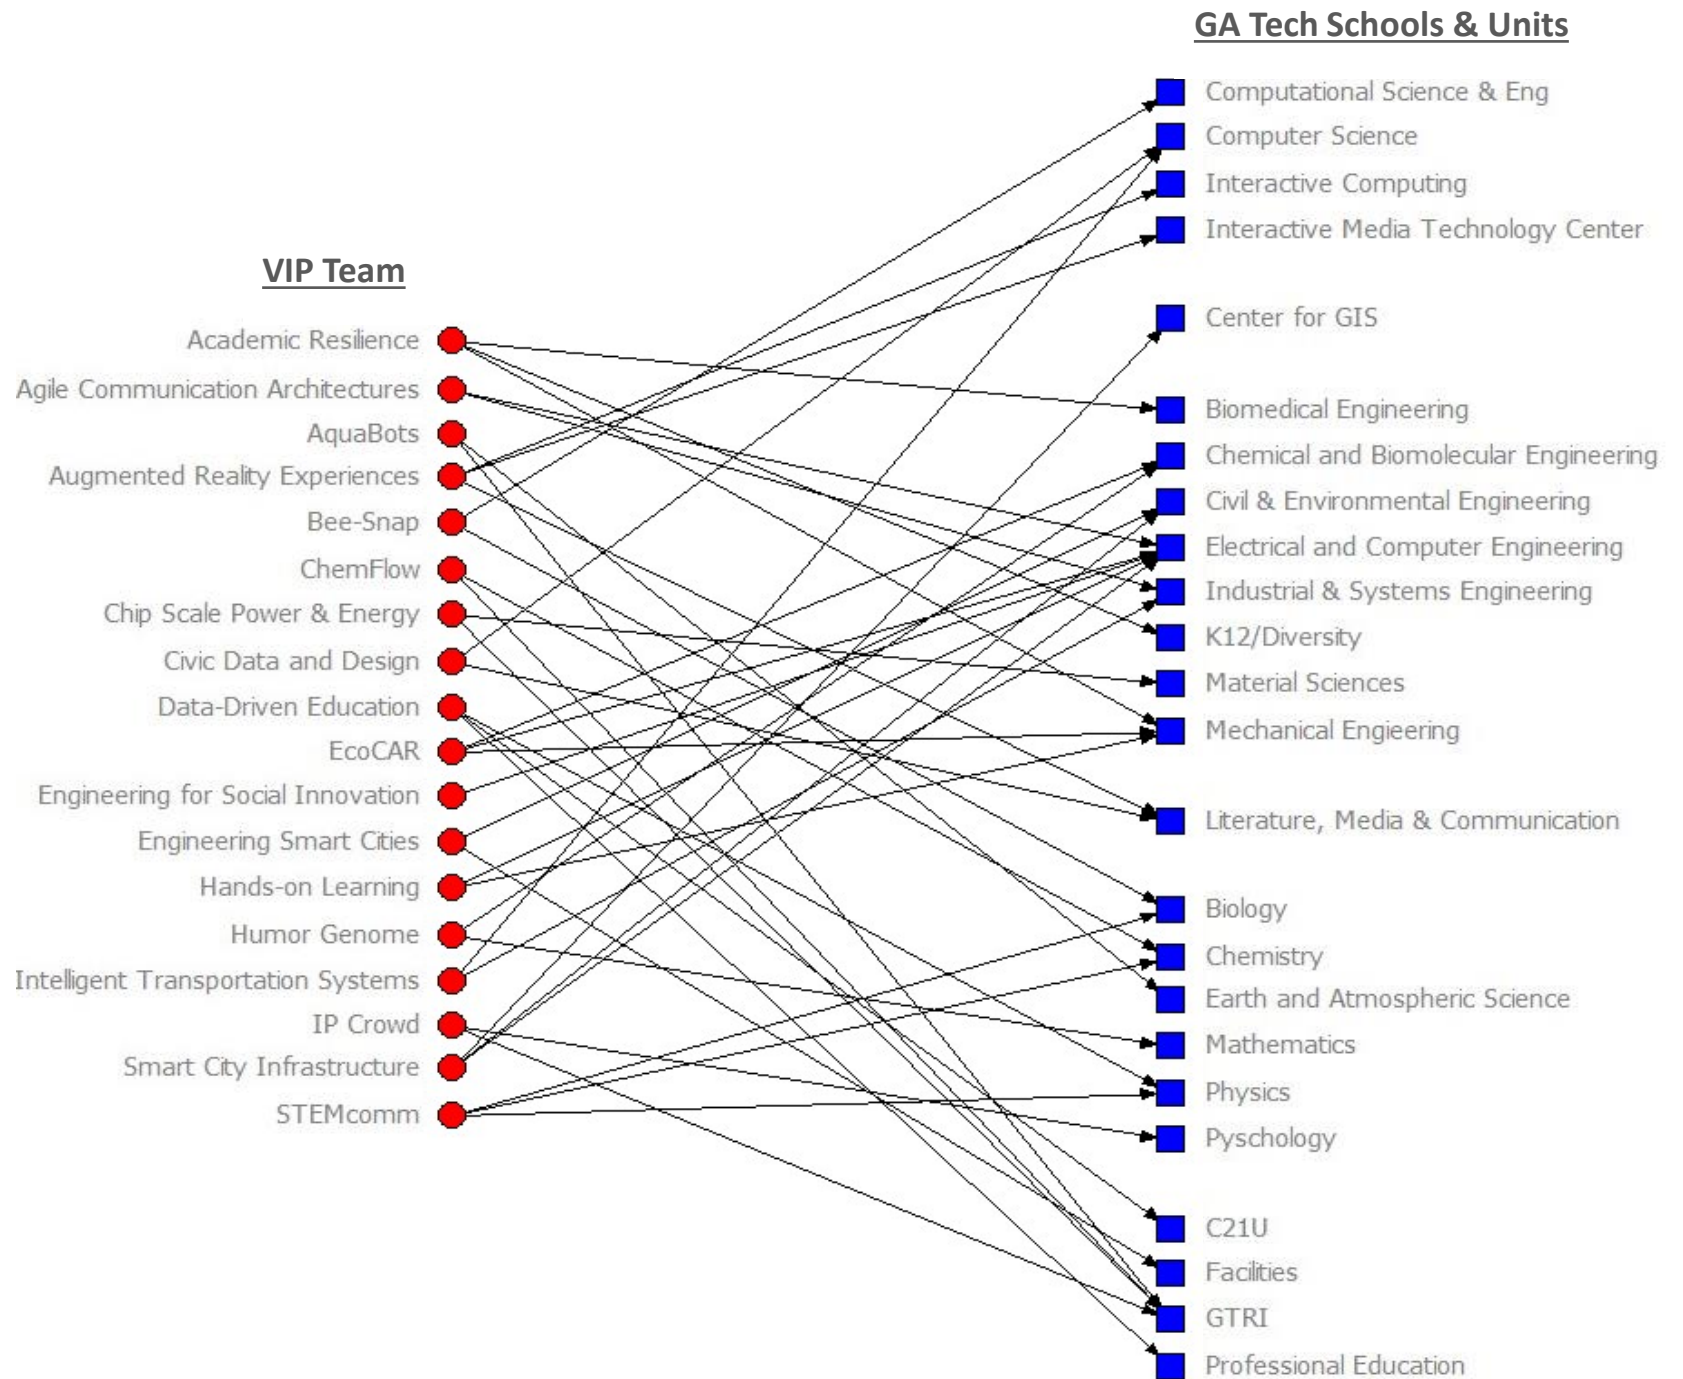 GA Tech Schools & Units
Computational Science & Eng
Computer Science
Interactive Computing
Interactive Media Technology Center
Center for GIS
Biomedical Engineering
Chemical and Biomolecular Engineering
Civil & Environmental Engineering
Electrical and Computer Engineering
Industrial & Systems Engineering
K12/Diversity
Material Sciences
Mechanical Engieering
Literature, Media & Communication
Biology
Chemistry
Earth and Atmospheric Science
Mathematics
Physics
Pyschology
C21U
Facilities
GTRI
Professional Education
VIP Team
Academic Resilience
Agile Communication Architectures
AquaBots
Augmented Reality Experiences
Bee-Snap
ChemFlow
Chip Scale Power & Energy
Civic Data and Design
Data-Driven Education
EcoCAR
Engineering for Social Innovation
Engineering Smart Cities
Hands-on Learning
Humor Genome
Intelligent Transportation Systems
IP Crowd
Smart City Infrastructure
STEMcomm